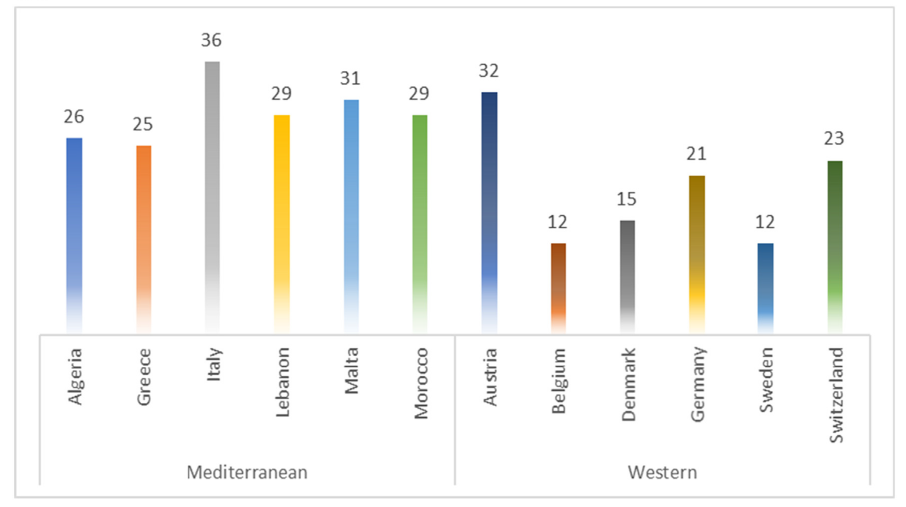 36
32
31
29
29
26
25
23
21
15
12
12
Algeria
Greece
Italy
Lebanon
Malta
Morocco
Austria
Belgium
Denmark
Germany
Sweden
Switzerland
Mediterranean
Western